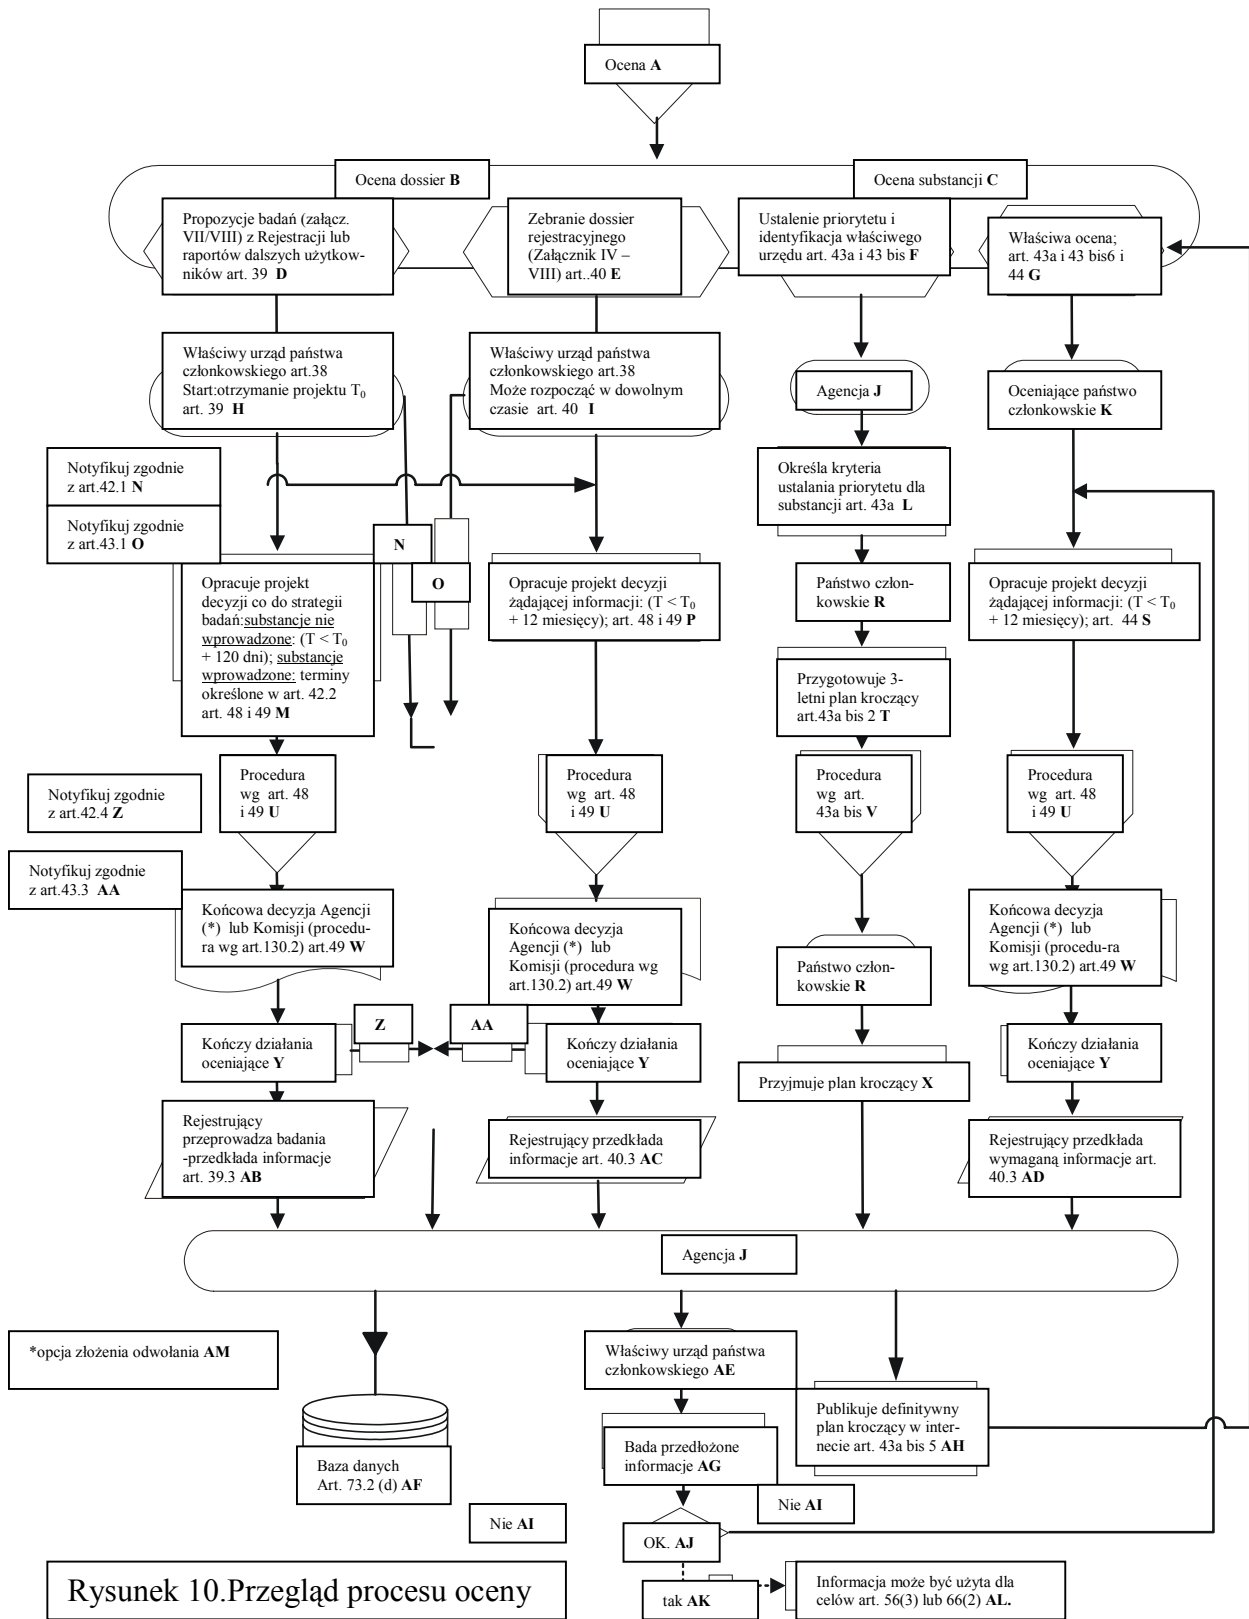 Ocena A
Ocena dossier B
Ocena substancji C
Propozycje badań (załącz.
VII/VIII) z Rejestracji lub
raportów dalszych użytkow-
ników art. 39 D
Zebranie dossier
rejestracyjnego
(Załącznik IV –
VIII) art..40 E
Ustalenie priorytetu i
identyfikacja właściwego
urzędu art. 43a i 43 bis F
Właściwa ocena;
art. 43a i 43 bis6 i
44 G
Właściwy urząd państwa
członkowskiego art.38
Start:otrzymanie projektu T0
art. 39 H
Właściwy urząd państwa
członkowskiego art.38
Może rozpocząć w dowolnym
czasie art. 40 I
Agencja J
Oceniające państwo
członkowskie K
Notyfikuj zgodnie
z art.42.1 N
Notyfikuj zgodnie
z art.43.1 O
N
O
Określa kryteria
ustalania priorytetu dla
substancji art. 43a L
Opracuje projekt
decyzji co do strategii
badań:substancje nie
wprowadzone: (T < T0
+ 120 dni); substancje
wprowadzone: terminy
określone w art. 42.2
art. 48 i 49 M
Opracuje projekt decyzji
żądającej informacji: (T < T0
+ 12 miesięcy); art. 48 i 49 P
Państwo człon-
kowskie R
Opracuje projekt decyzji
żądającej informacji: (T < T0
+ 12 miesięcy); art. 44 S
Przygotowuje 3-
letni plan kroczący
art.43a bis 2 T
Notyfikuj zgodnie
z art.42.4 Z
Procedura
wg art. 48
i 49 U
Procedura
wg art. 48
i 49 U
Procedura
wg art.
43a bis V
Procedura
wg art. 48
i 49 U
Notyfikuj zgodnie
z art.43.3 AA
Końcowa decyzja Agencji
(*) lub Komisji (procedu-
ra wg art.130.2) art.49 W
Końcowa decyzja
Agencji (*) lub
Komisji (procedura wg
art.130.2) art.49 W
Państwo człon-
kowskie R
Końcowa decyzja
Agencji (*) lub
Komisji (procedu-ra
wg art.130.2) art.49 W
Kończy działania
oceniające Y
Z
AA
Kończy działania
oceniające Y
Przyjmuje plan kroczący X
Kończy działania
oceniające Y
Rejestrujący
przeprowadza badania
-przedkłada informacje
art. 39.3 AB
Rejestrujący przedkłada
informacje art. 40.3 AC
Rejestrujący przedkłada
wymaganą informacje art.
40.3 AD
Agencja J
*opcja złożenia odwołania AM
Właściwy urząd państwa
członkowskiego AE
Publikuje definitywny
plan kroczący w inter-
necie art. 43a bis 5 AH
Baza danych
Art. 73.2 (d) AF
Bada przedłożone
informacje AG
Nie AI
Nie AI
OK. AJ
tak AK
Informacja może być użyta dla
celów art. 56(3) lub 66(2) AL.
Rysunek 10.Przegląd procesu oceny